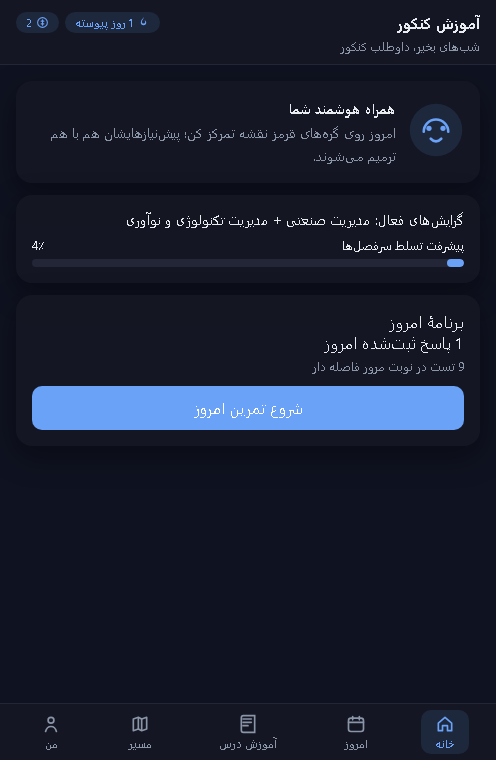 آموزش کنکور
شب‌های بخیر، داوطلب کنکور
1 روز پیوسته
2
همراه هوشمند شما
امروز روی گره‌های قرمز نقشه تمرکز کن؛ پیش‌نیازهایشان هم با هم
ترمیم می‌شوند.
گرایش‌های فعال: مدیریت صنعتی + مدیریت تکنولوژی و نوآوری
پیشرفت تسلط سرفصل‌ها
4٪
برنامهٔ امروز
1 پاسخ ثبت‌شده امروز
9 تست در نوبت مرور فاصله دار
شروع تمرین امروز
خانه
امروز
آموزش درس
مسیر
من